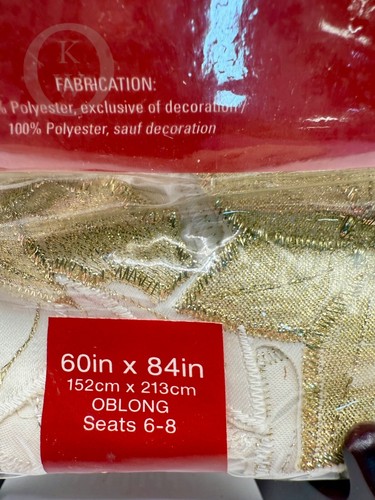 K
FABRICATION:
% Polyester, exclusive of decoration /
100% Polyester, sauf decoration
60in x 84in
152cm x 213cm
OBLONG
Seats 6-8